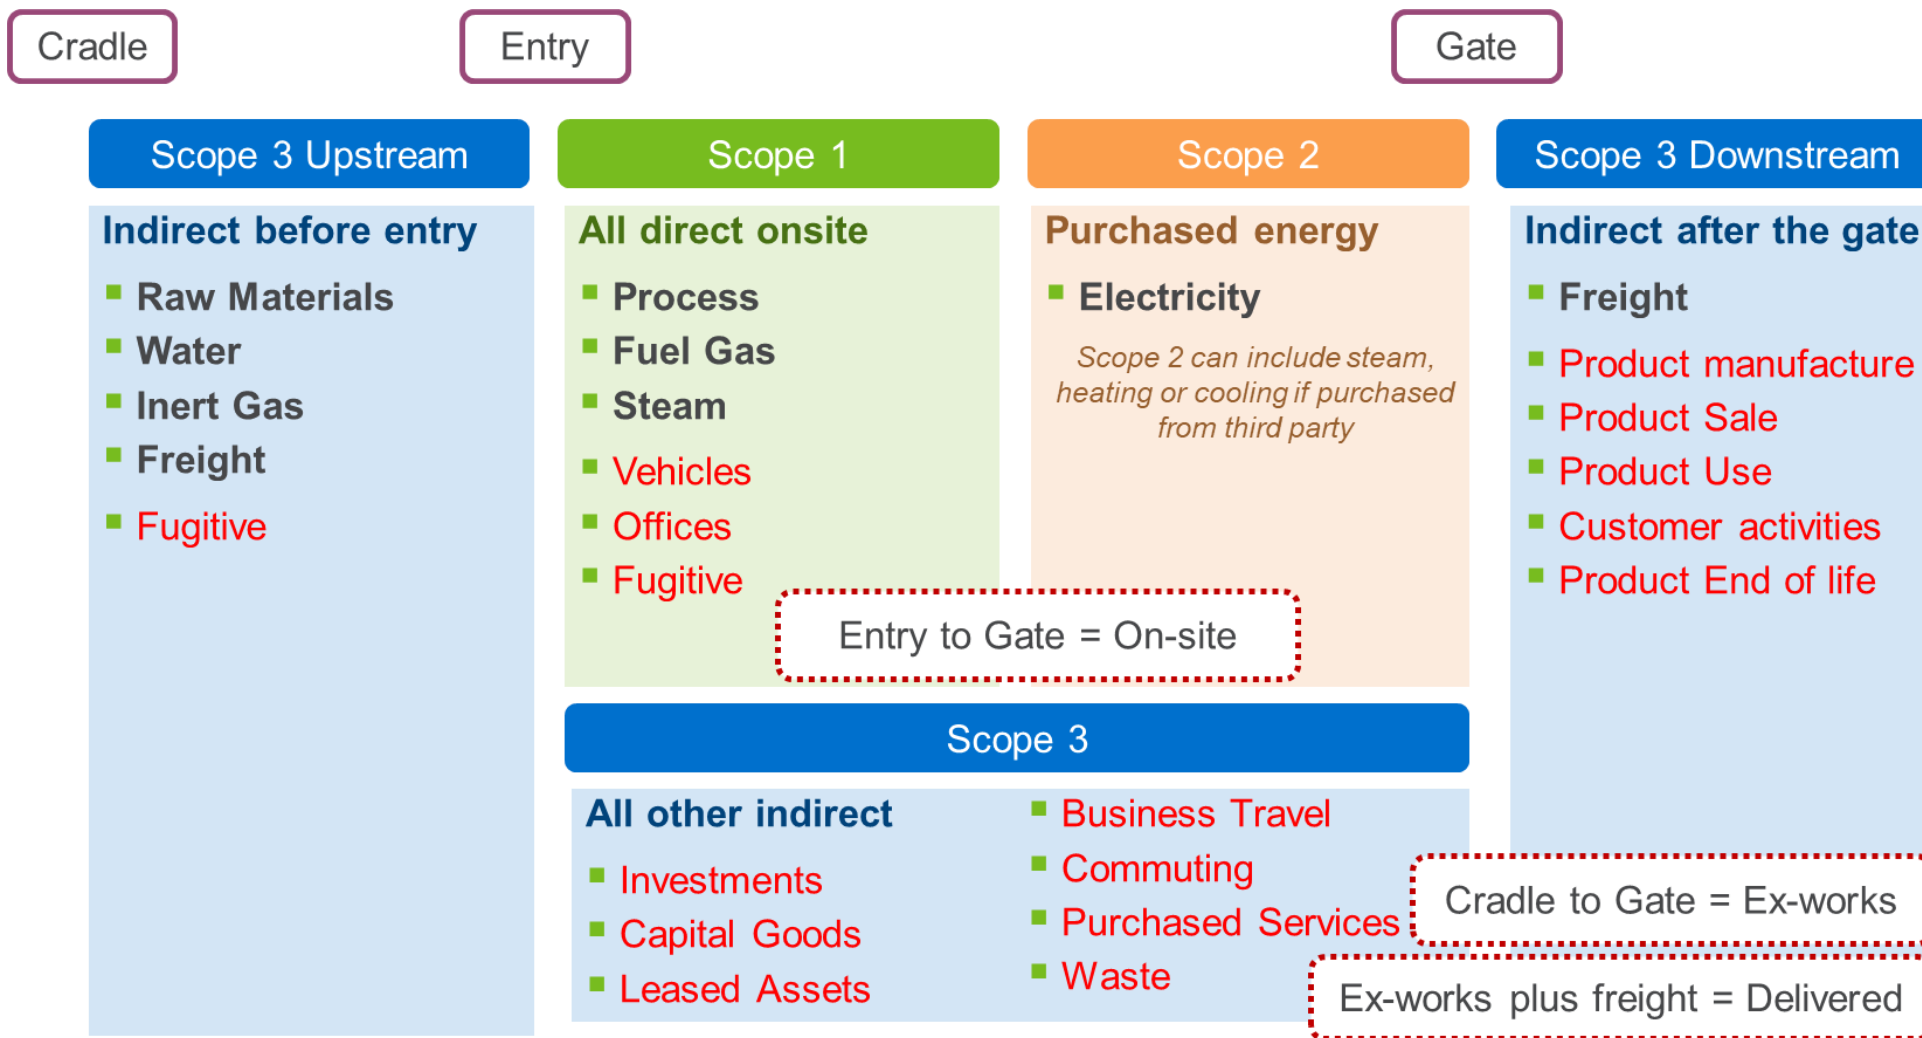 Cradle
Entry
Gate
Scope 3 Upstream
Indirect before entry
Raw Materials
Water
Inert Gas
Freight
Fugitive
Scope 1
All direct onsite
Process
Fuel Gas
Steam
Vehicles
Offices
Fugitive
Scope 2
Purchased energy
Electricity
Scope 2 can include steam,
heating or cooling if purchased
from third party
Entry to Gate = On-site
Scope 3
All other indirect
Investments
Capital Goods
Leased Assets
Business Travel
Commuting
Purchased Services
Waste
Scope 3 Downstream
Indirect after the gate
Freight
Product manufacture
Product Sale
Product Use
Customer activities
Product End of life
Cradle to Gate = Ex-works
Ex-works plus freight = Delivered